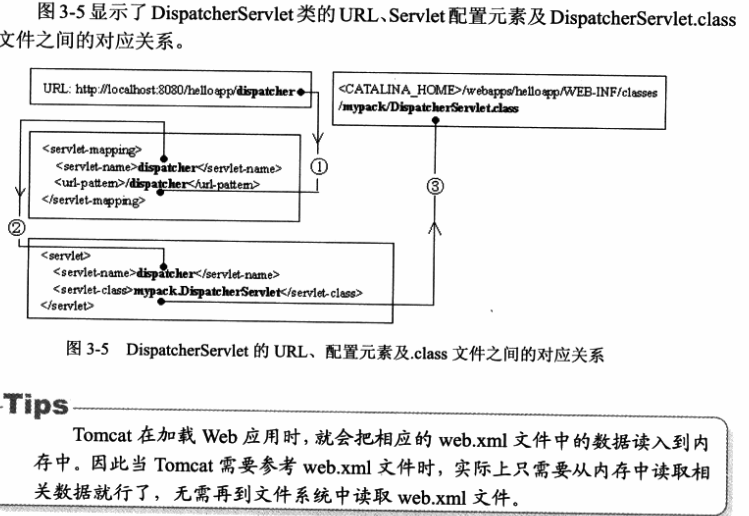 图 3-5 显示了 DispatcherServlet 类的 URL、Servlet 配置元素及 DispatcherServlet.class
文件之间的对应关系。
URL: http://localhost:8080/helloapp/dispatcher
<CATALINA_HOME>/webapps/helloapp/WEB-INF/classes
/mypack/DispatcherServlet.class
<servlet-mapping>
<servlet-name>dispatcher</servlet-name>
<url-pattern>/dispatcher</url-pattern>
</servlet-mapping>
①
②
③
<servlet>
<servlet-name>dispatcher</servlet-name>
<servlet-class>mypack.DispatcherServlet</servlet-class>
</servlet>
图 3-5 DispatcherServlet 的 URL、配置元素及.class 文件之间的对应关系
Tips
Tomcat 在加载 Web 应用时，就会把相应的 web.xml 文件中的数据读入到内
存中。因此当 Tomcat 需要参考 web.xml 文件时，实际上只需要从内存中读取相
关数据就行了，无需再到文件系统中读取 web.xml 文件。